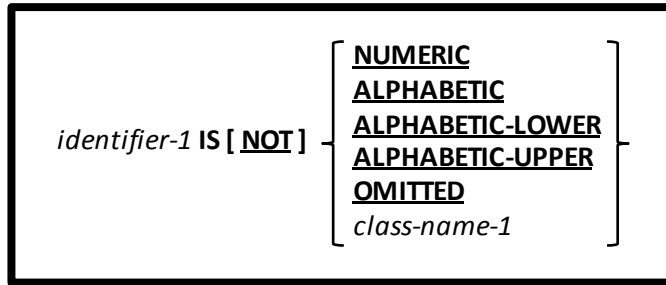 NUMERIC
ALPHABETIC
ALPHABETIC-LOWER
identifier-1 IS [ NOT ]
ALPHABETIC-UPPER
OMITTED
class-name-1